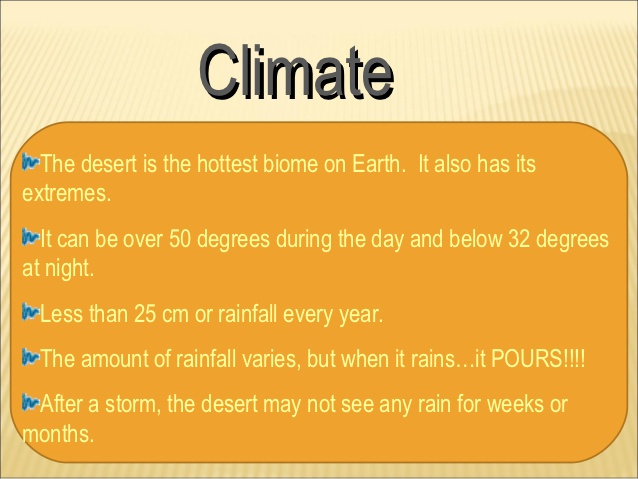 Climate
The desert is the hottest biome on Earth.  It also has its
extremes.
It can be over 50 degrees during the day and below 32 degrees
at night.
Less than 25 cm or rainfall every year.
The amount of rainfall varies, but when it rains…it POURS!!!!
After a storm, the desert may not see any rain for weeks or
months.